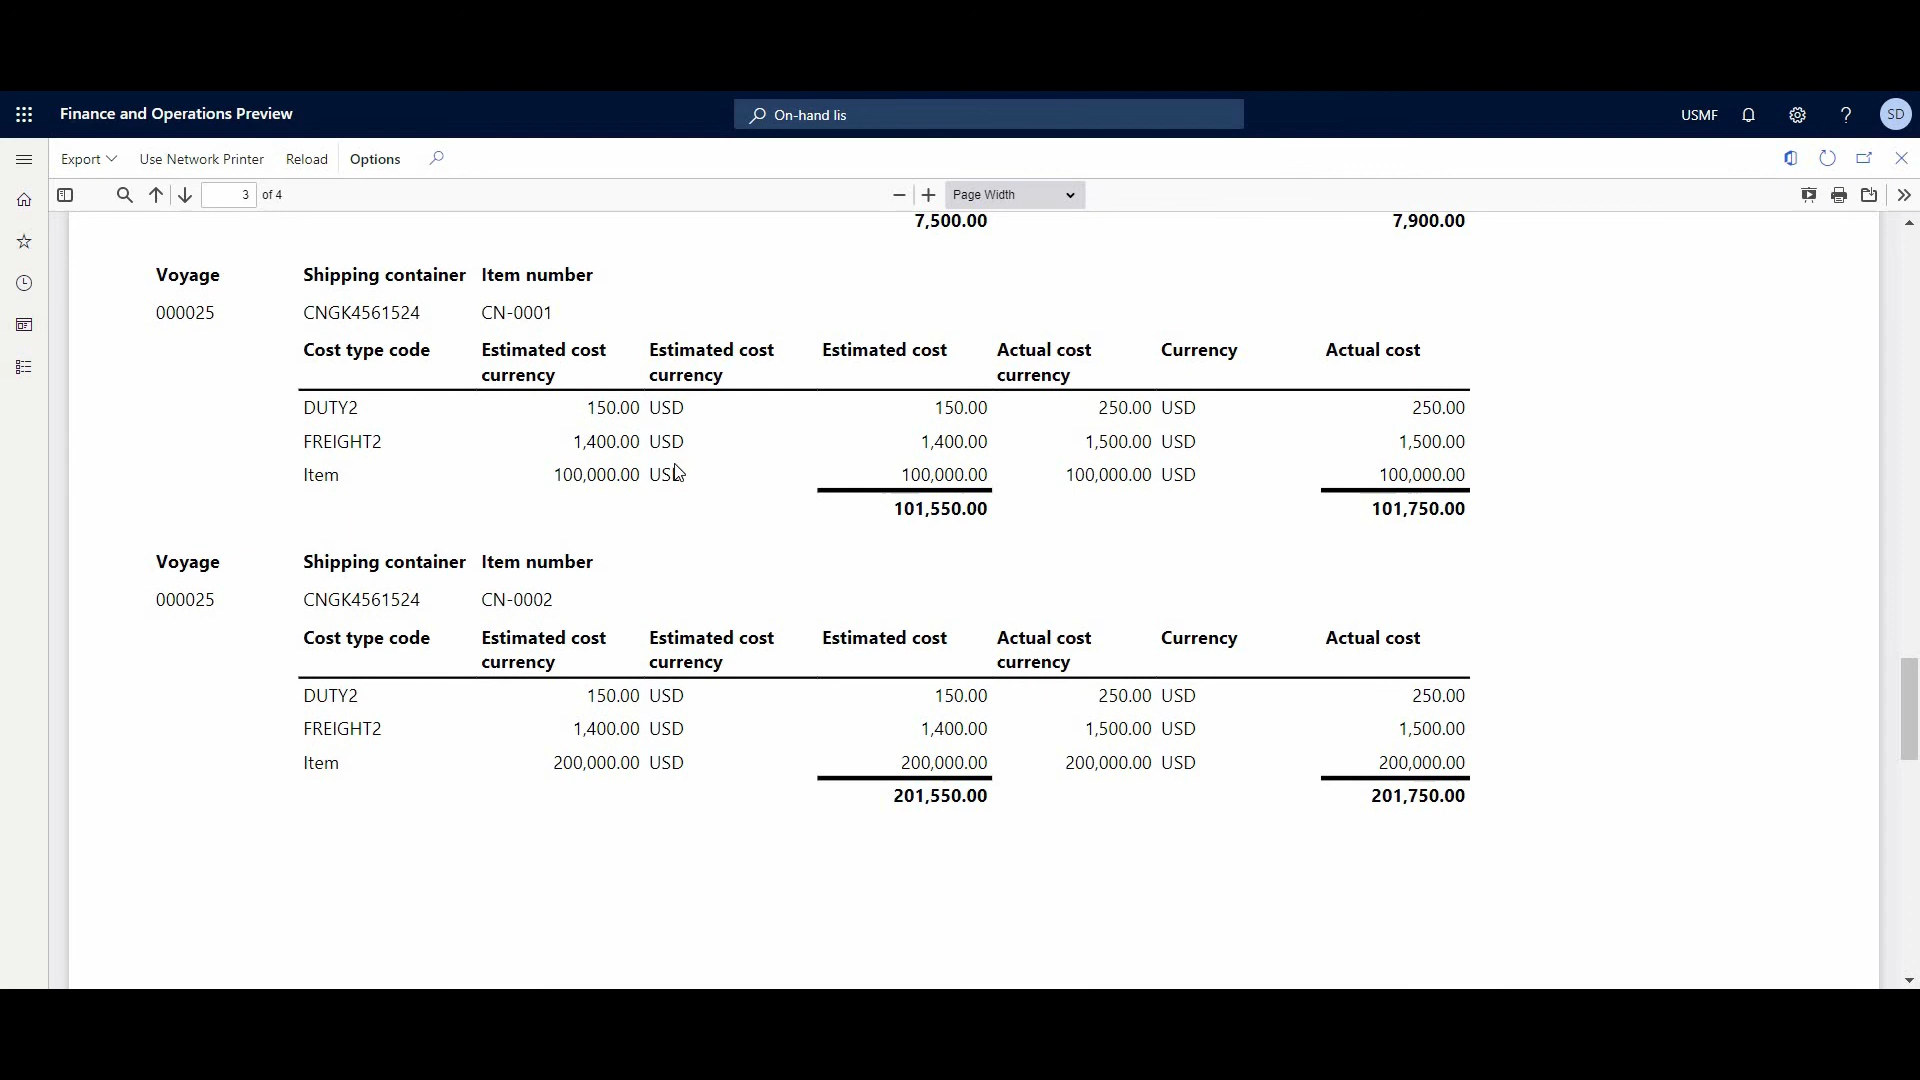 Finance and Operations Preview On-hand lis USMF ? SD
Export Use Network Printer Reload Options
3 of 4 Page Width
7,500.00 7,900.00
Voyage Shipping container Item number
000025 CNGK4561524 CN-0001
Cost type code Estimated cost currency Estimated cost currency Estimated cost Actual cost currency Currency Actual cost
DUTY2 150.00 USD 150.00 250.00 USD 250.00
FREIGHT2 1,400.00 USD 1,400.00 1,500.00 USD 1,500.00
Item 100,000.00 USD 100,000.00 100,000.00 USD 100,000.00
101,550.00 101,750.00
Voyage Shipping container Item number
000025 CNGK4561524 CN-0002
Cost type code Estimated cost currency Estimated cost currency Estimated cost Actual cost currency Currency Actual cost
DUTY2 150.00 USD 150.00 250.00 USD 250.00
FREIGHT2 1,400.00 USD 1,400.00 1,500.00 USD 1,500.00
Item 200,000.00 USD 200,000.00 200,000.00 USD 200,000.00
201,550.00 201,750.00